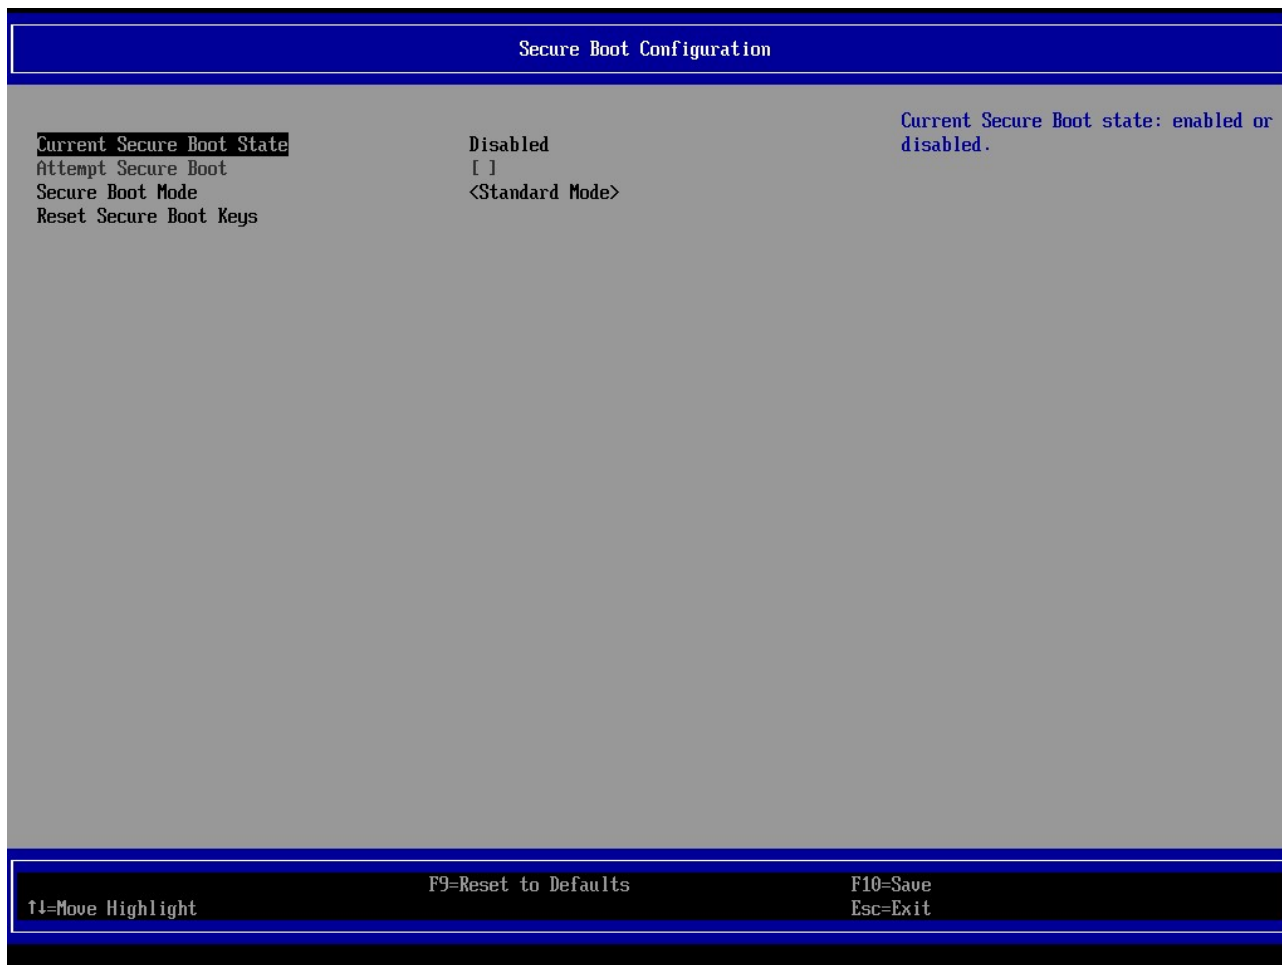 Secure Boot Configuration
Current Secure Boot State Disabled
Attempt Secure Boot [ ]
Secure Boot Mode <Standard Mode>
Reset Secure Boot Keys
Current Secure Boot state: enabled or
disabled.
F9=Reset to Defaults F10=Save
↑↓=Move Highlight Esc=Exit